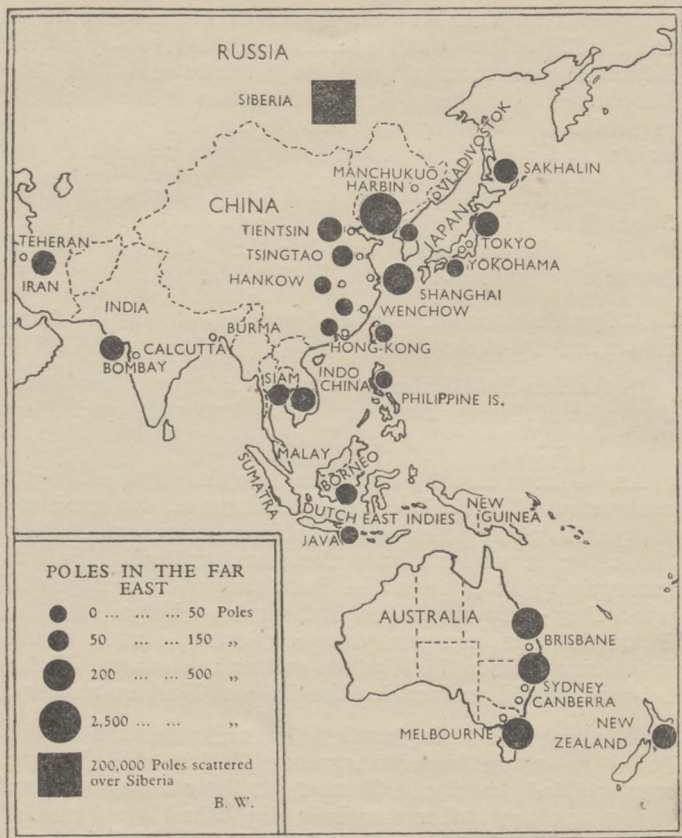 RUSSIA
SIBERIA
VLADIVOSTOK
MANCHUKUŌ
HARBIN
SAKHALIN
CHINA
TIENTSIN
JAPAN
TEHERAN
TSINGTAO
TOKYO
YOKOHAMA
IRAN
HANKOW
SHANGHAI
INDIA
WENCHOW
BURMA
CALCUTTA
HONG-KONG
BOMBAY
SIAM
INDO
CHINA
PHILIPPINE IS.
MALAY
BORNEO
SUMATRA
DUTCH EAST INDIES
NEW
GUINEA
JAVA
POLES IN THE FAR
EAST
0 ... ... ... 50 Poles
50 ... ... 150 „
200 ... ... 500 „
2,500 ... ... „
200,000 Poles scattered
over Siberia
B. W.
AUSTRALIA
BRISBANE
SYDNEY
CANBERRA
MELBOURNE
NEW
ZEALAND